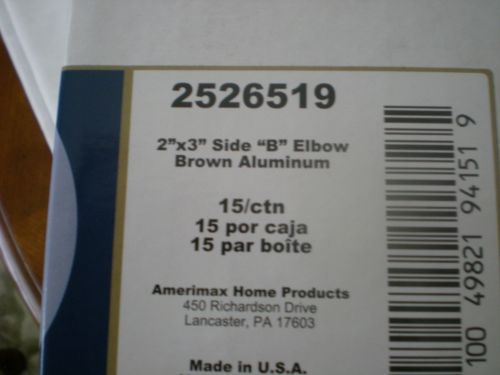 2526519
2"x3" Side "B" Elbow
Brown Aluminum
15/ctn
15 por caja
15 par boîte
Amerimax Home Products
450 Richardson Drive
Lancaster, PA 17603
Made in U.S.A.
100 49821 94151 9